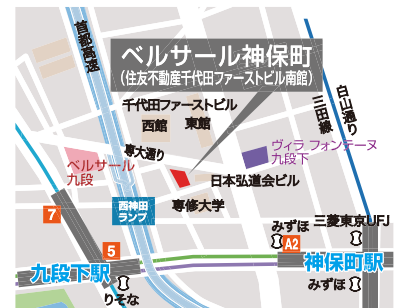 首都高速
ベルサール神保町
(住友不動産千代田ファーストビル南館)
千代田ファーストビル
西館
東館
白山通り
三田線
専大通り
ヴィラ フォンテーヌ
九段下
ベルサール
九段
日本弘道会ビル
西神田
ランプ
専修大学
7
5
みずほ
三菱東京UFJ
A2
九段下駅
神保町駅
りそな
みずほ